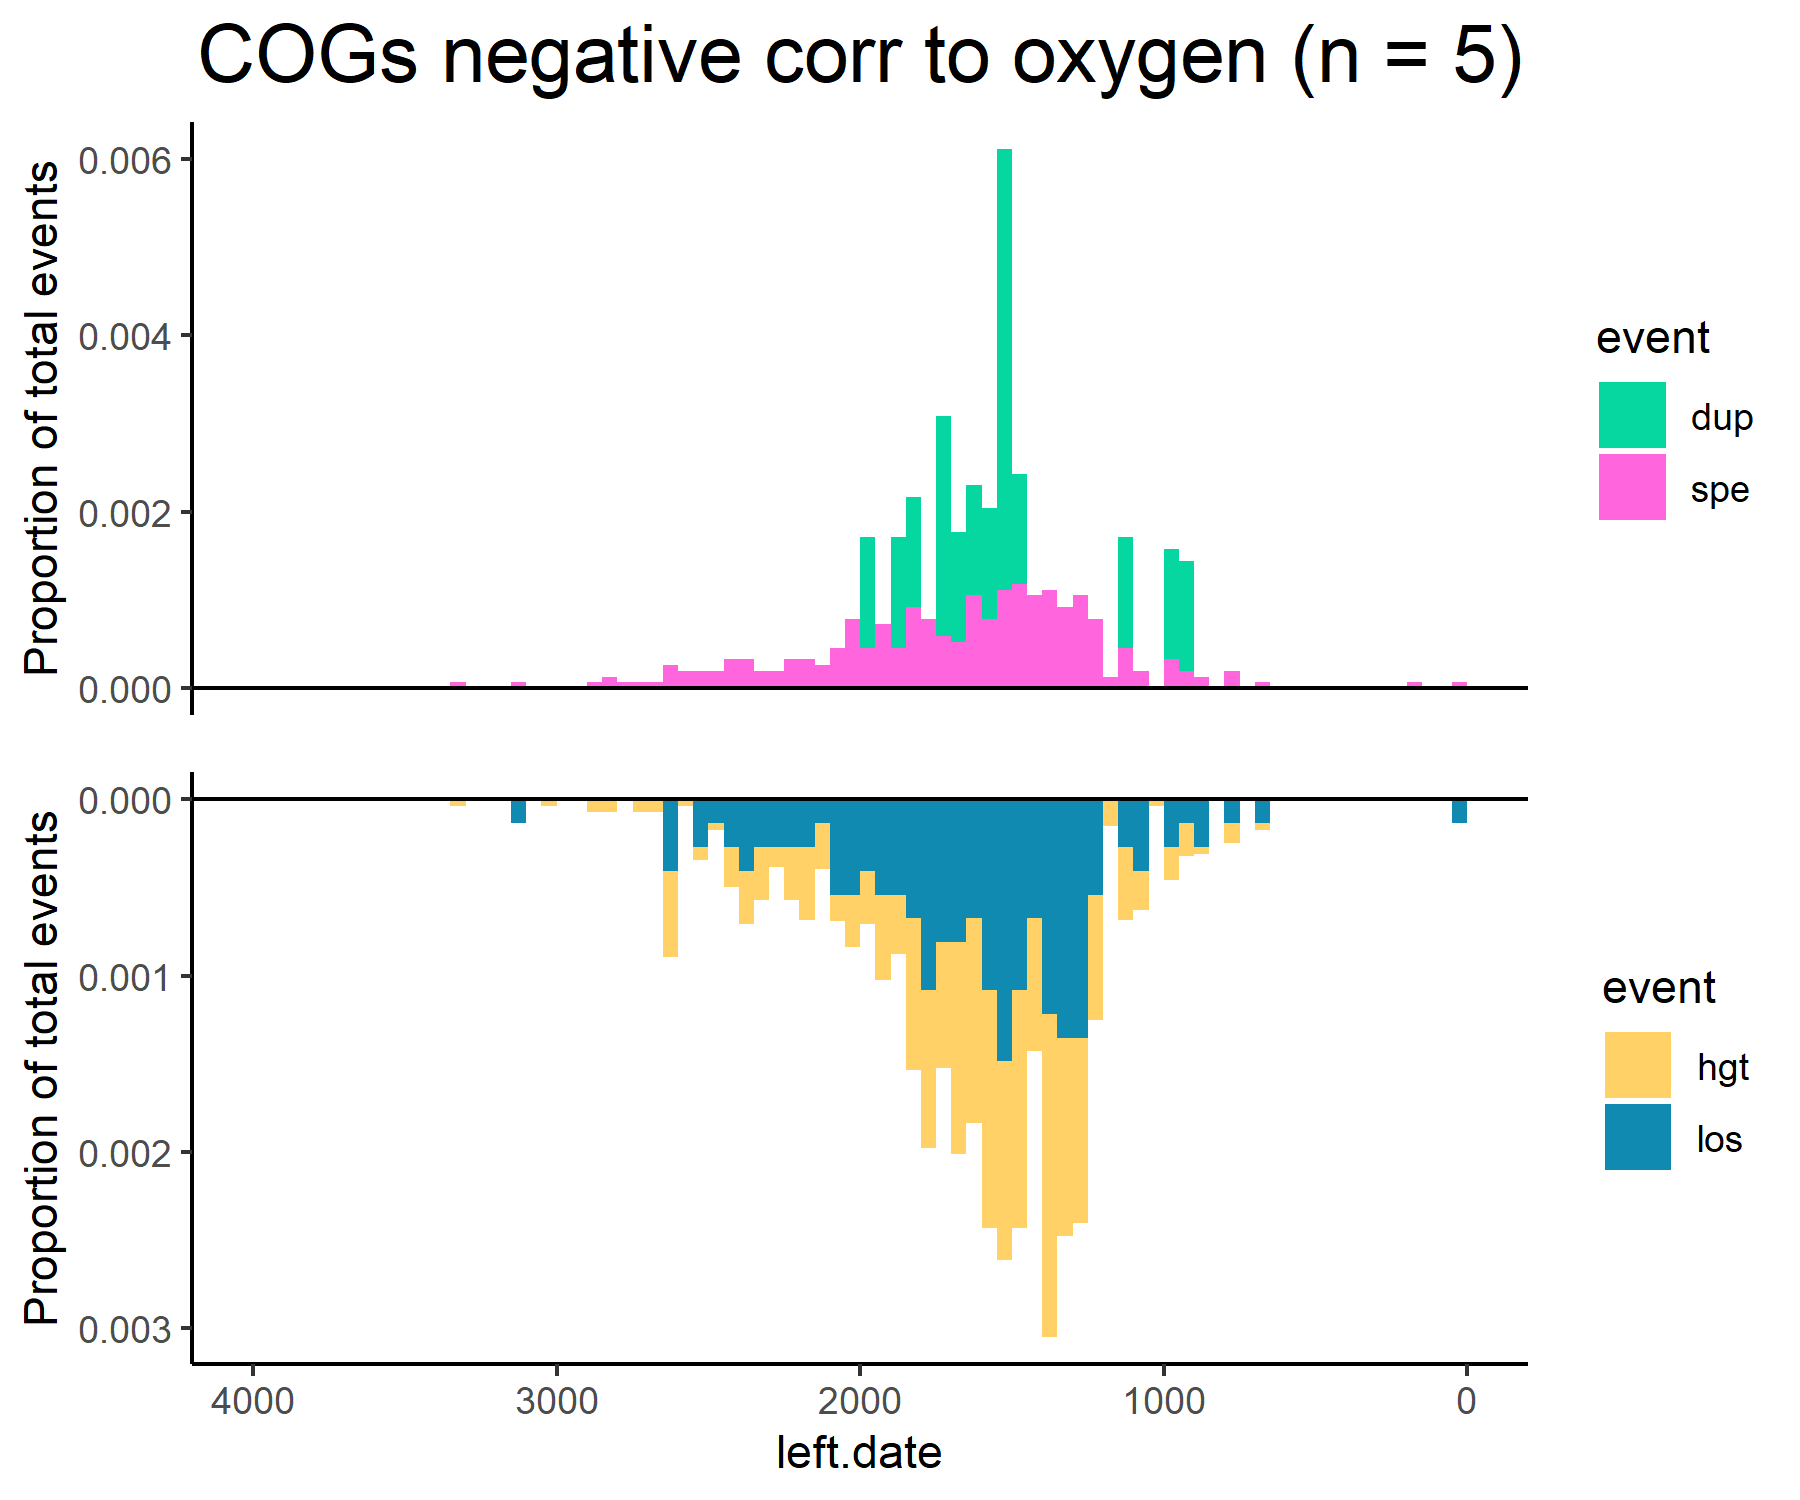 COGs negative corr to oxygen (n = 5)
Proportion of total events
0.006
0.004
0.002
0.000
event
dup
spe
Proportion of total events
0.000
0.001
0.002
0.003
event
hgt
los
4000 3000 2000 1000 0
left.date